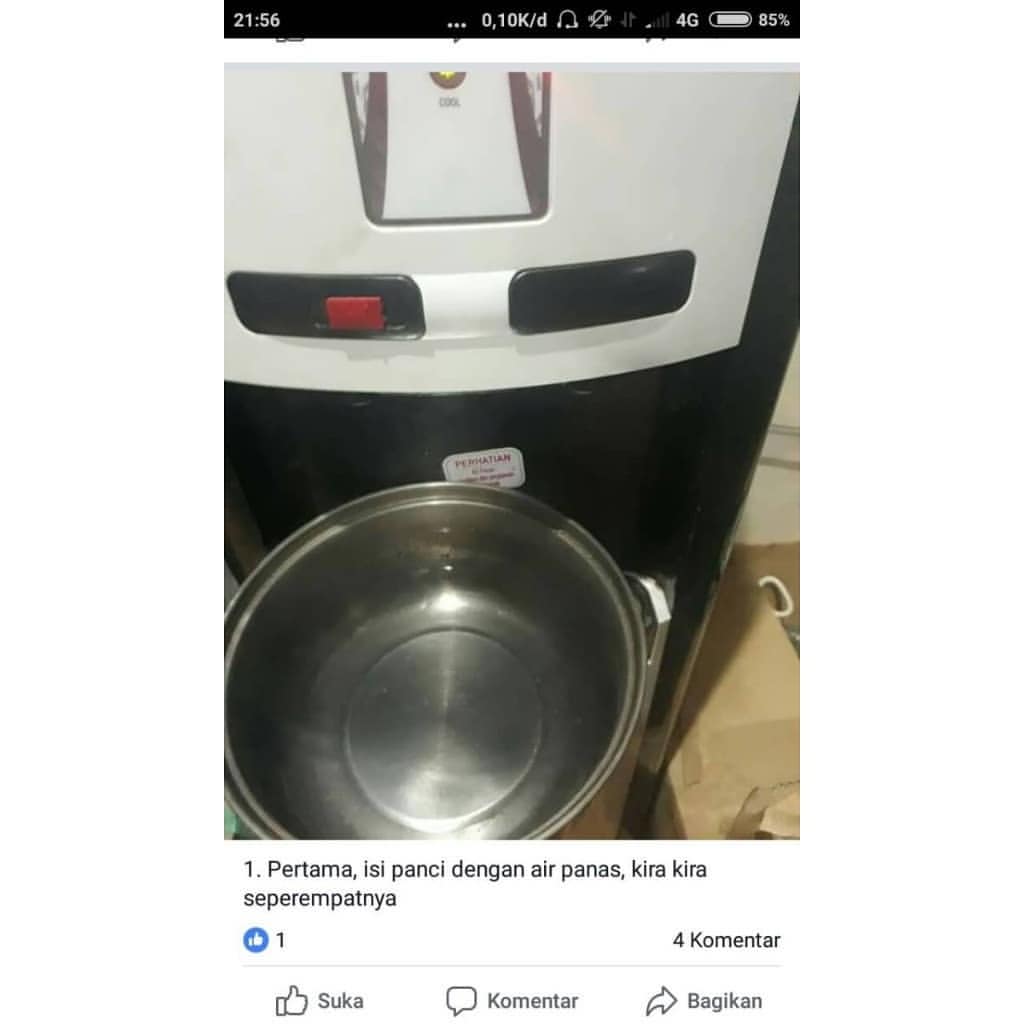 21:56
... 0,10K/d 4G 85%
COOL
PERHATIAN
1. Pertama, isi panci dengan air panas, kira kira
seperempatnya
1
4 Komentar
Suka
Komentar
Bagikan